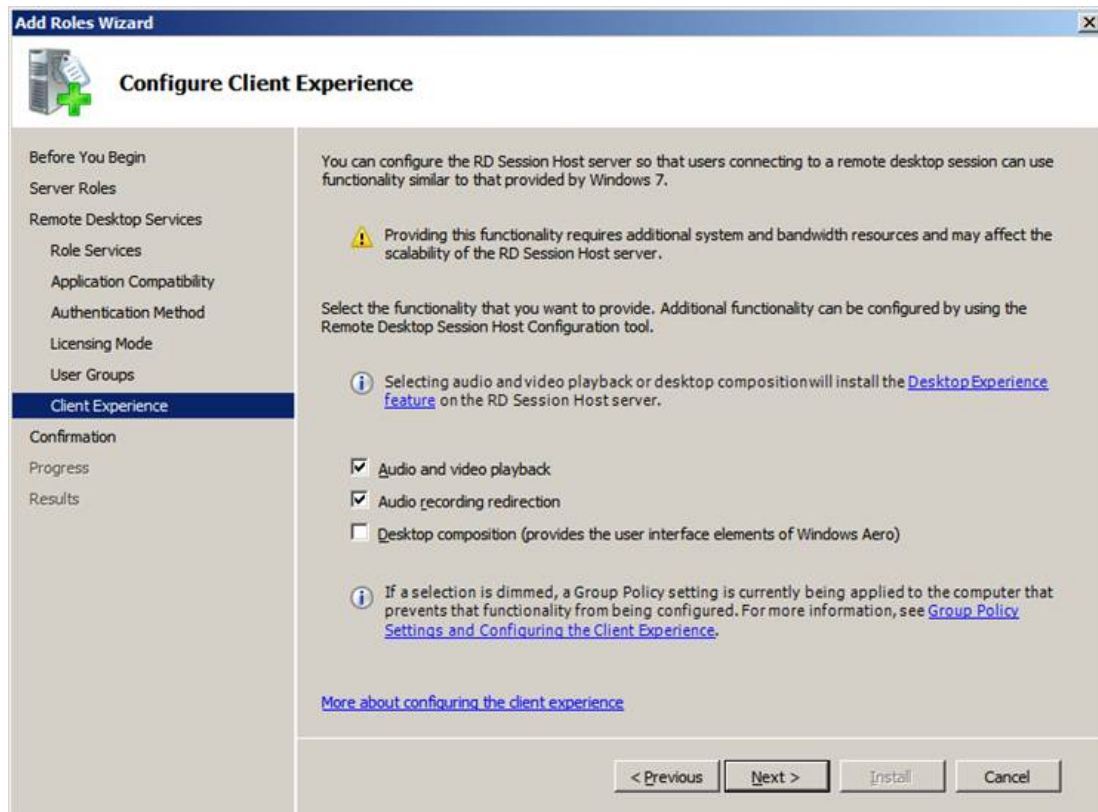 Add Roles Wizard
Configure Client Experience
Before You Begin
Server Roles
Remote Desktop Services
Role Services
Application Compatibility
Authentication Method
Licensing Mode
User Groups
Client Experience
Confirmation
Progress
Results
You can configure the RD Session Host server so that users connecting to a remote desktop session can use
functionality similar to that provided by Windows 7.
Providing this functionality requires additional system and bandwidth resources and may affect the
scalability of the RD Session Host server.
Select the functionality that you want to provide. Additional functionality can be configured by using the
Remote Desktop Session Host Configuration tool.
Selecting audio and video playback or desktop composition will install the Desktop Experience
feature on the RD Session Host server.
Audio and video playback
Audio recording redirection
Desktop composition (provides the user interface elements of Windows Aero)
If a selection is dimmed, a Group Policy setting is currently being applied to the computer that
prevents that functionality from being configured. For more information, see Group Policy
Settings and Configuring the Client Experience.
More about configuring the client experience
< Previous
Next >
Install
Cancel